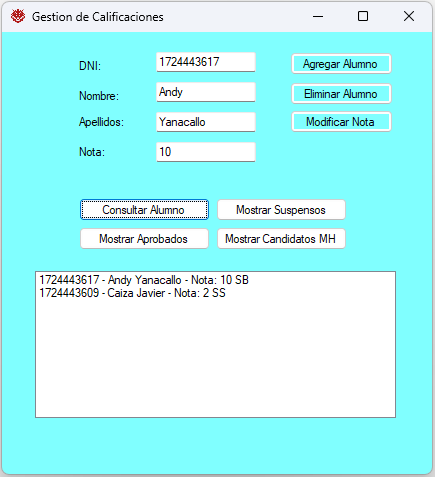 Gestion de Calificaciones
DNI: 1724443617 Agregar Alumno
Nombre: Andy Eliminar Alumno
Apellidos: Yanacallo Modificar Nota
Nota: 10
Consultar Alumno Mostrar Suspensos
Mostrar Aprobados Mostrar Candidatos MH
1724443617 - Andy Yanacallo - Nota: 10 SB
1724443609 - Caiza Javier - Nota: 2 SS